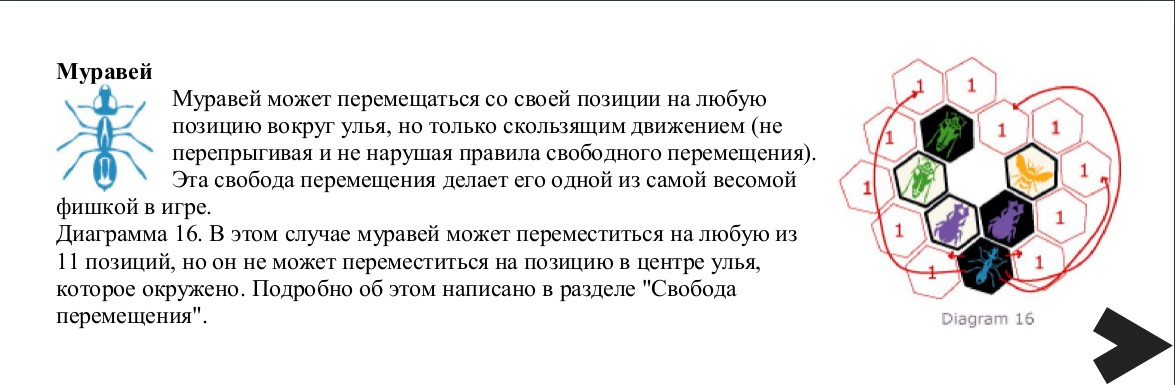 Муравей
Муравей может перемещаться со своей позиции на любую
позицию вокруг улья, но только скользящим движением (не
перепрыгивая и не нарушая правила свободного перемещения).
Эта свобода перемещения делает его одной из самой весомой
фишкой в игре.
Диаграмма 16. В этом случае муравей может переместиться на любую из
11 позиций, но он не может переместиться на позицию в центре улья,
которое окружено. Подробно об этом написано в разделе "Свобода
перемещения".
1 1
1 1 1
1 1
1 1
1 1
Diagram 16